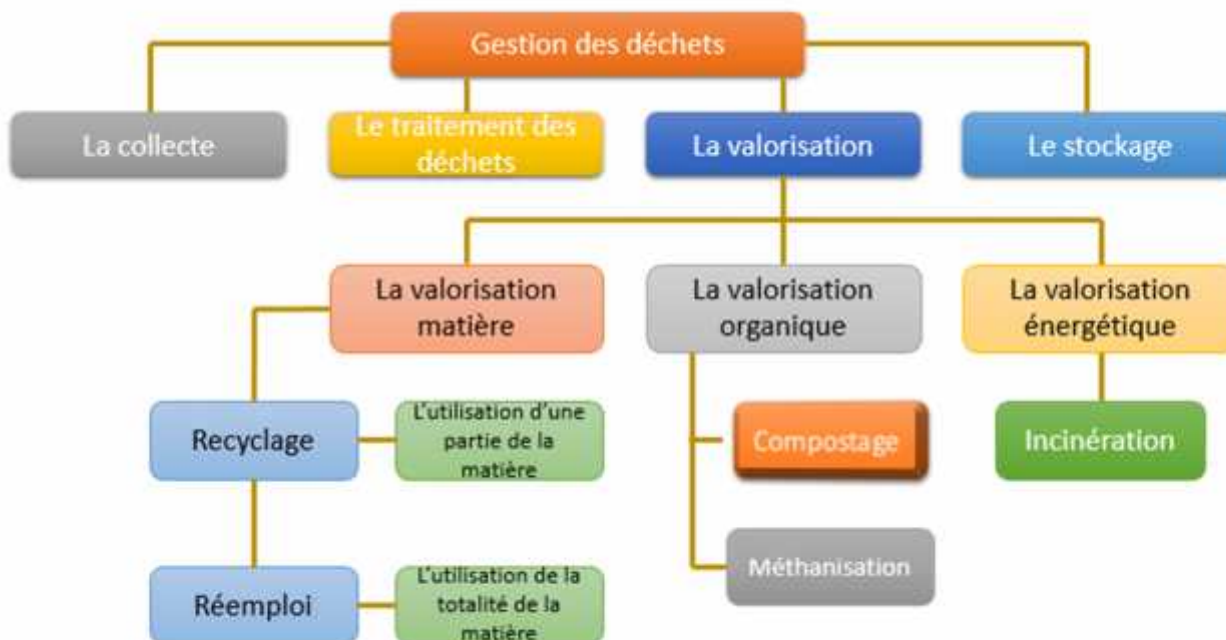 Gestion des déchets
La collecte
Le traitement des
déchets
La valorisation
Le stockage
La valorisation
matière
La valorisation
organique
La valorisation
énergétique
Recyclage
L'utilisation d'une
partie de la
matière
Compostage
Incinération
Méthanisation
Réemploi
L'utilisation de la
totalité de la
matière